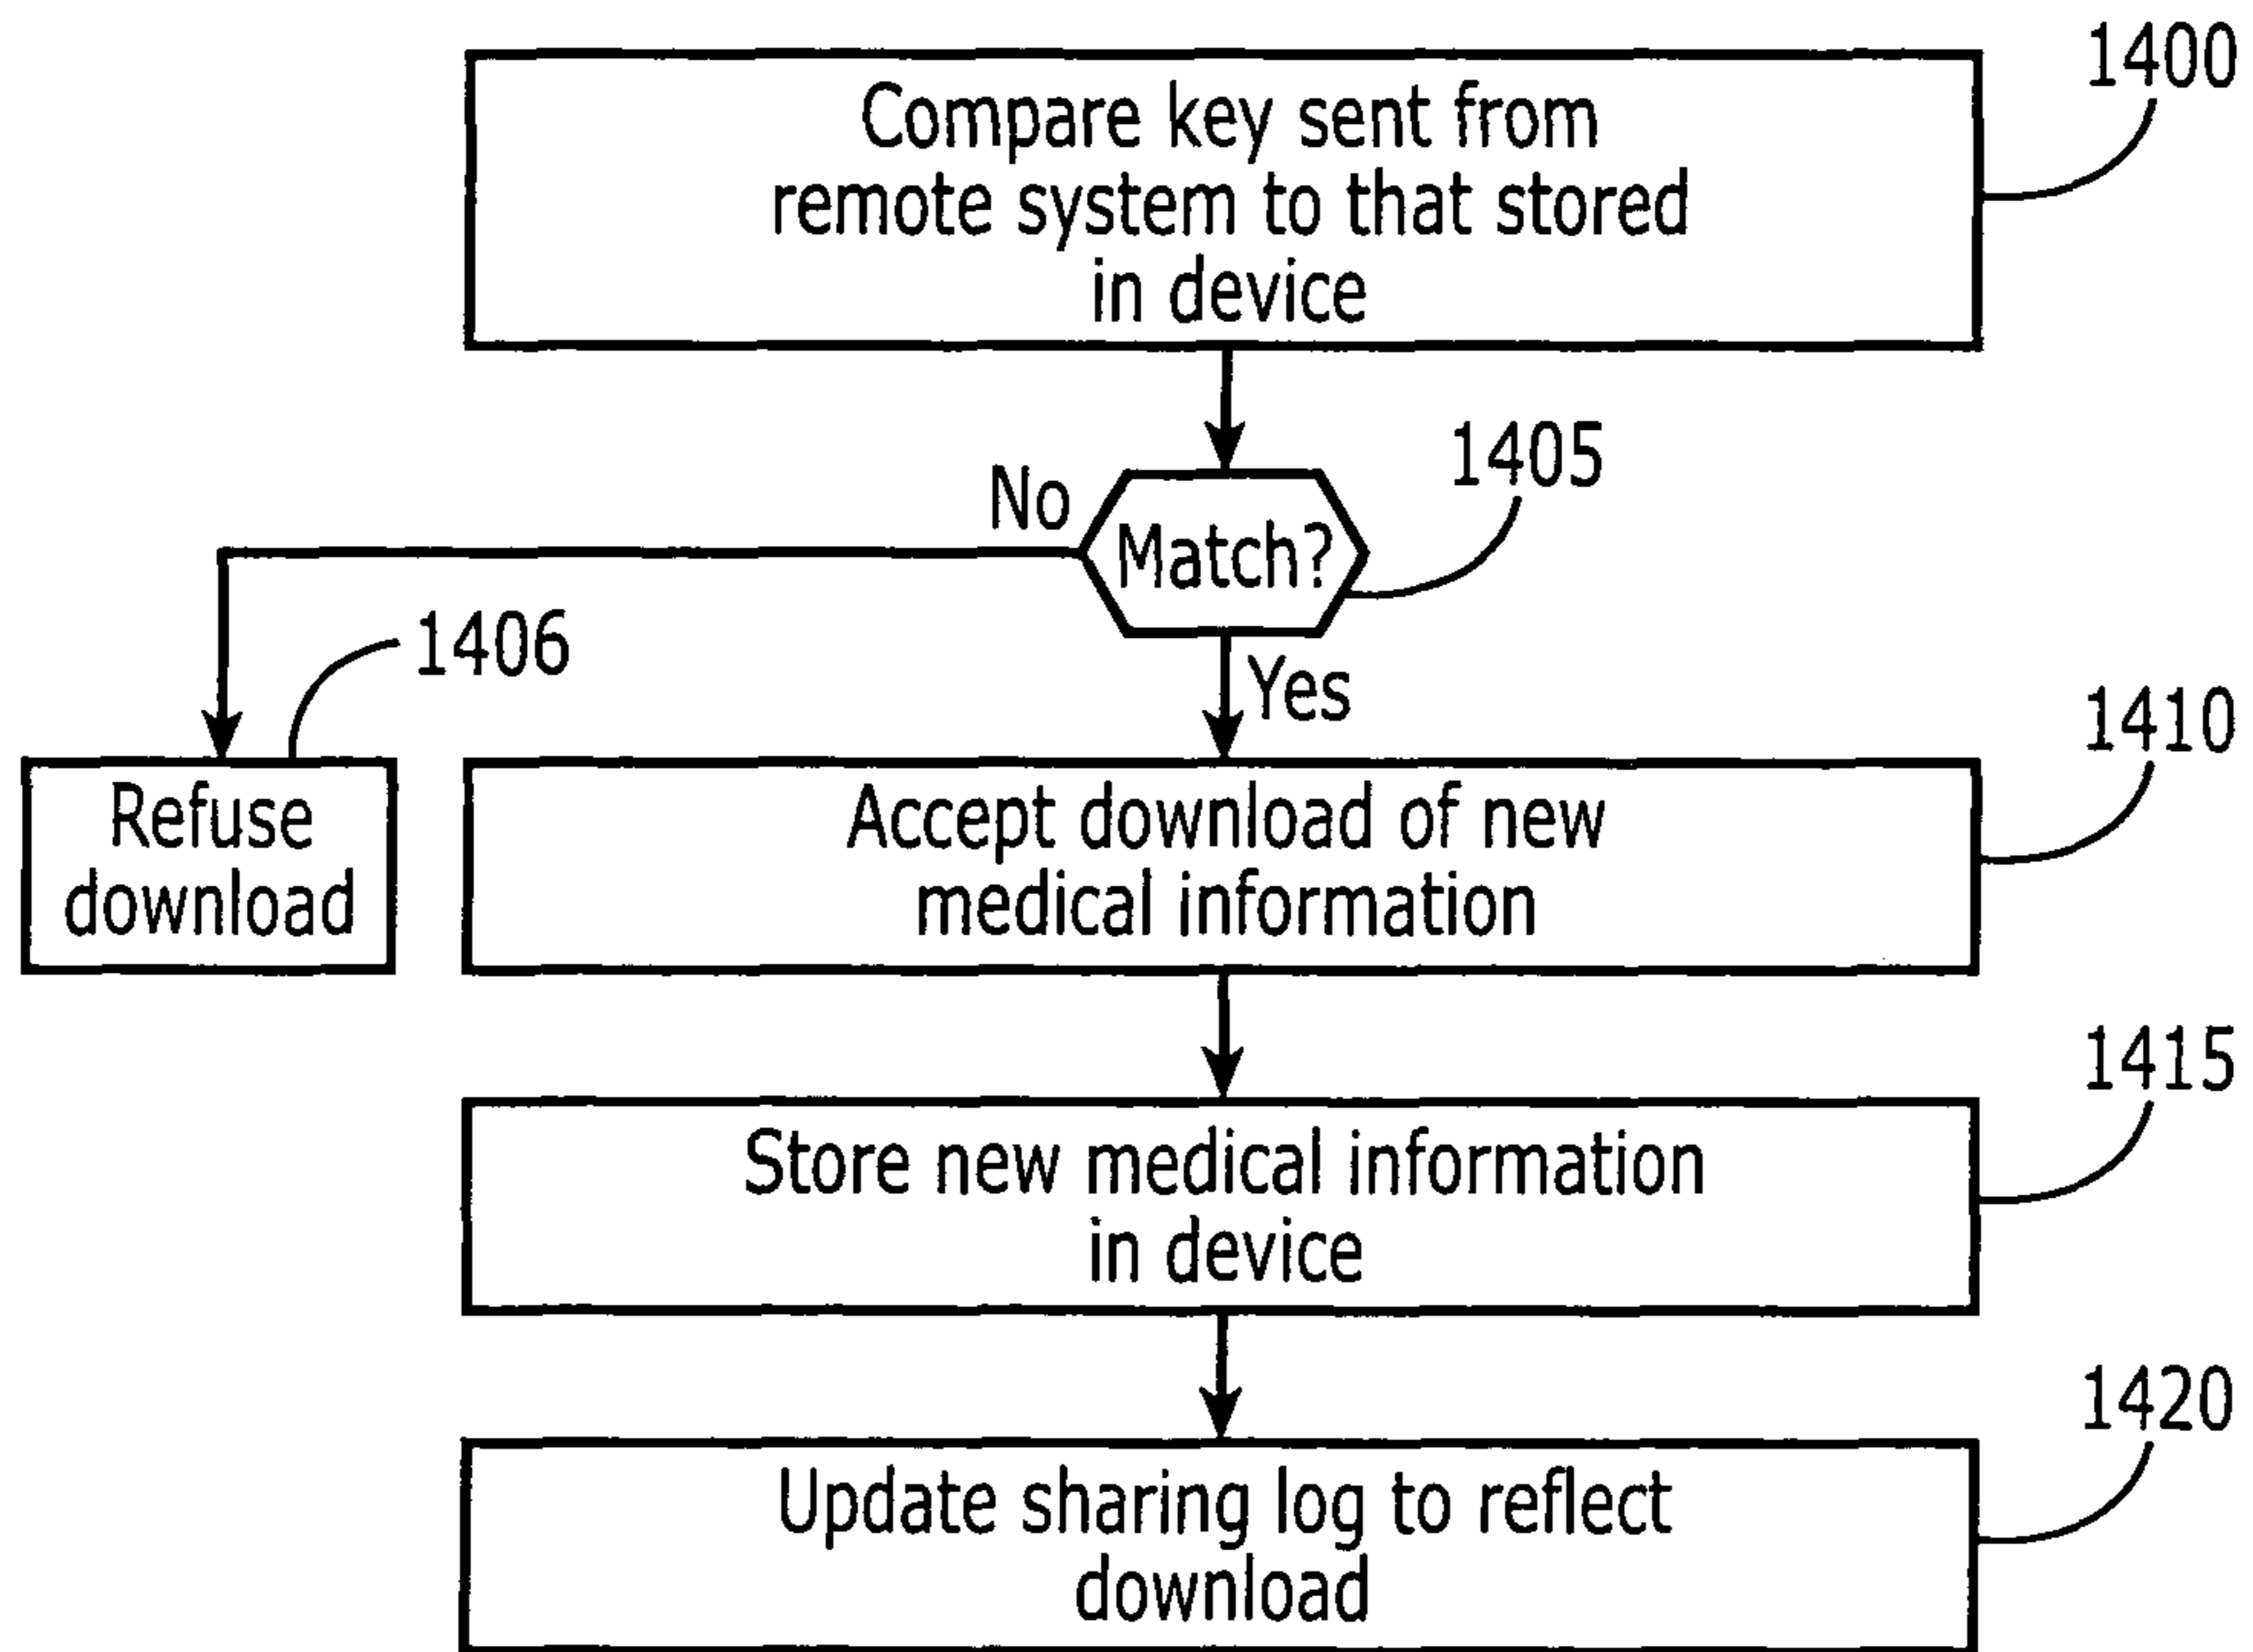 1400
Compare key sent from
remote system to that stored
in device
1405
No
Match?
1406
Yes
1410
Refuse
download
Accept download of new
medical information
1415
Store new medical information
in device
1420
Update sharing log to reflect
download